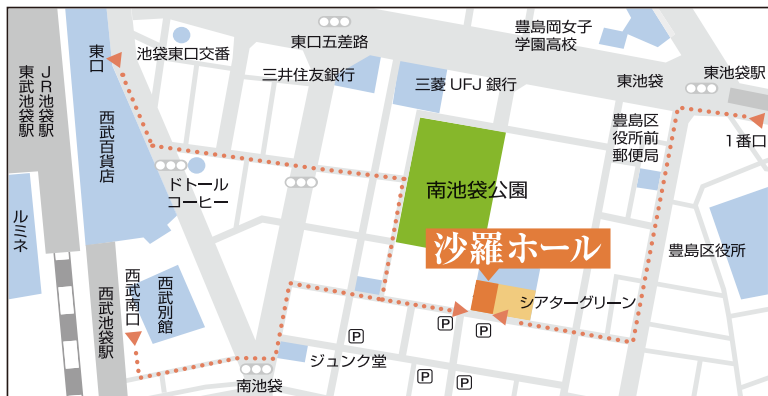 東口
池袋東口交番
東口五差路
豊島岡女子
学園高校
三井住友銀行
三菱UFJ銀行
東池袋
東池袋駅
1番口
JR池袋駅
東武池袋駅
西武百貨店
豊島区
役所前
郵便局
ドトール
コーヒー
南池袋公園
ルミネ
沙羅ホール
豊島区役所
西武南口
西武別館
西武池袋駅
シアターグリーン
P
P
P
ジュンク堂
南池袋
P
P